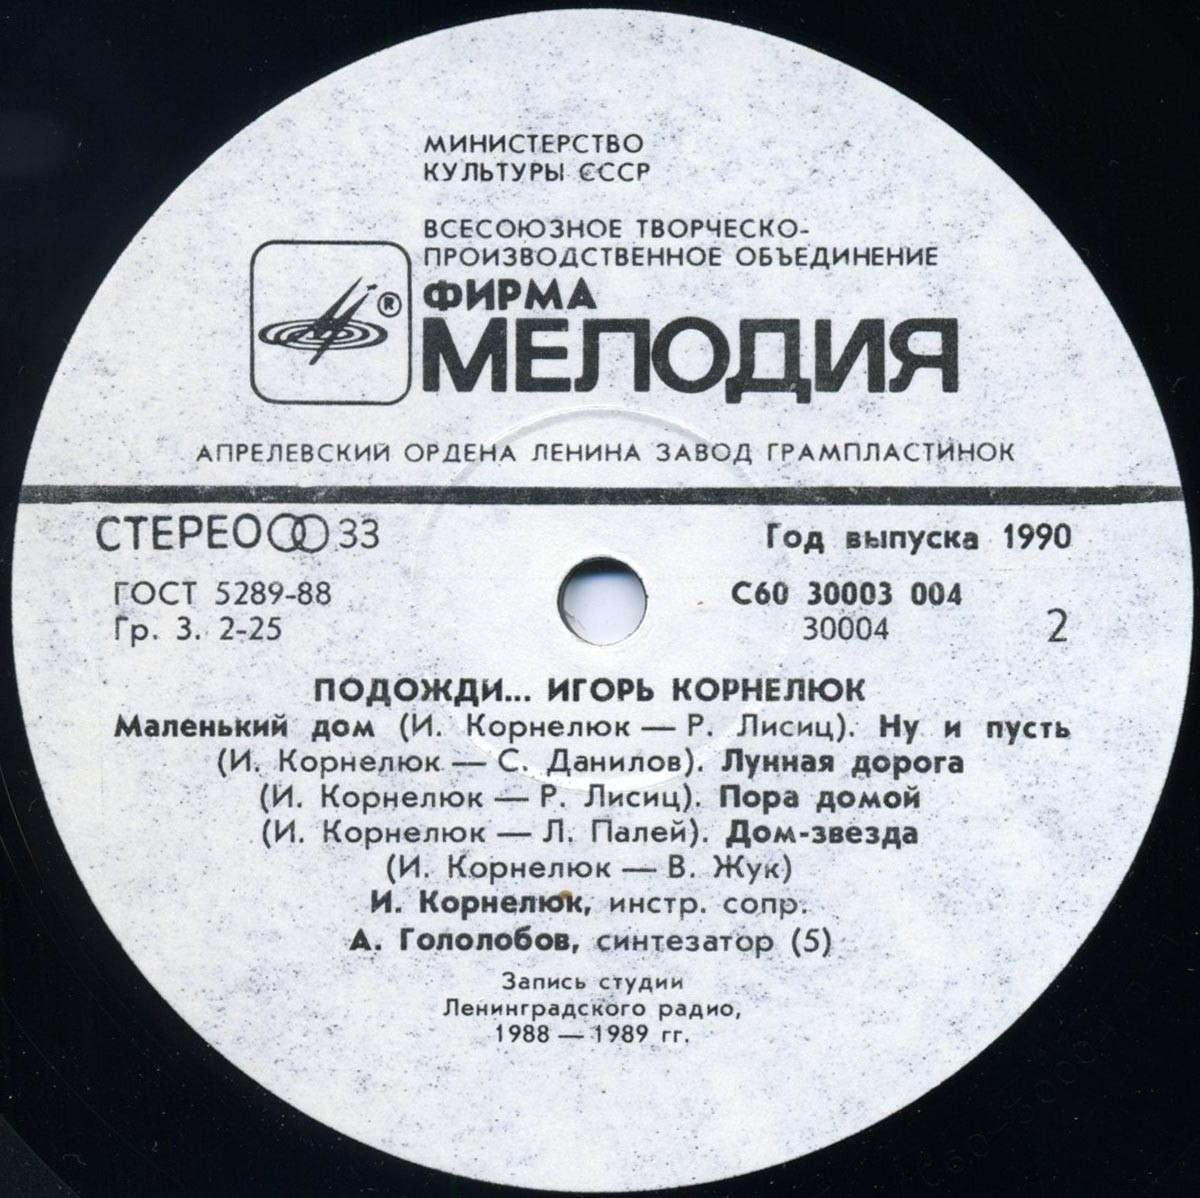 МИНИСТЕРСТВО
КУЛЬТУРЫ СССР
ВСЕСОЮЗНОЕ ТВОРЧЕСКО-
ПРОИЗВОДСТВЕННОЕ ОБЪЕДИНЕНИЕ
®
ФИРМА
МЕЛОДИЯ
АПРЕЛЕВСКИЙ ОРДЕНА ЛЕНИНА ЗАВОД ГРАМПЛАСТИНОК
СТЕРЕО 33
Год выпуска 1990
ГОСТ 5289-88
С60 30003 004
Гр. 3. 2-25
30004
2
ПОДОЖДИ... ИГОРЬ КОРНЕЛЮК
Маленький дом (И. Корнелюк — Р. Лисиц). Ну и пусть
(И. Корнелюк — С. Данилов). Лунная дорога
(И. Корнелюк — Р. Лисиц). Пора домой
(И. Корнелюк — Л. Палей). Дом-звезда
(И. Корнелюк — В. Жук)
И. Корнелюк, инстр. сопр.
А. Гололобов, синтезатор (5)
Запись студии
Ленинградского радио,
1988 — 1989 гг.